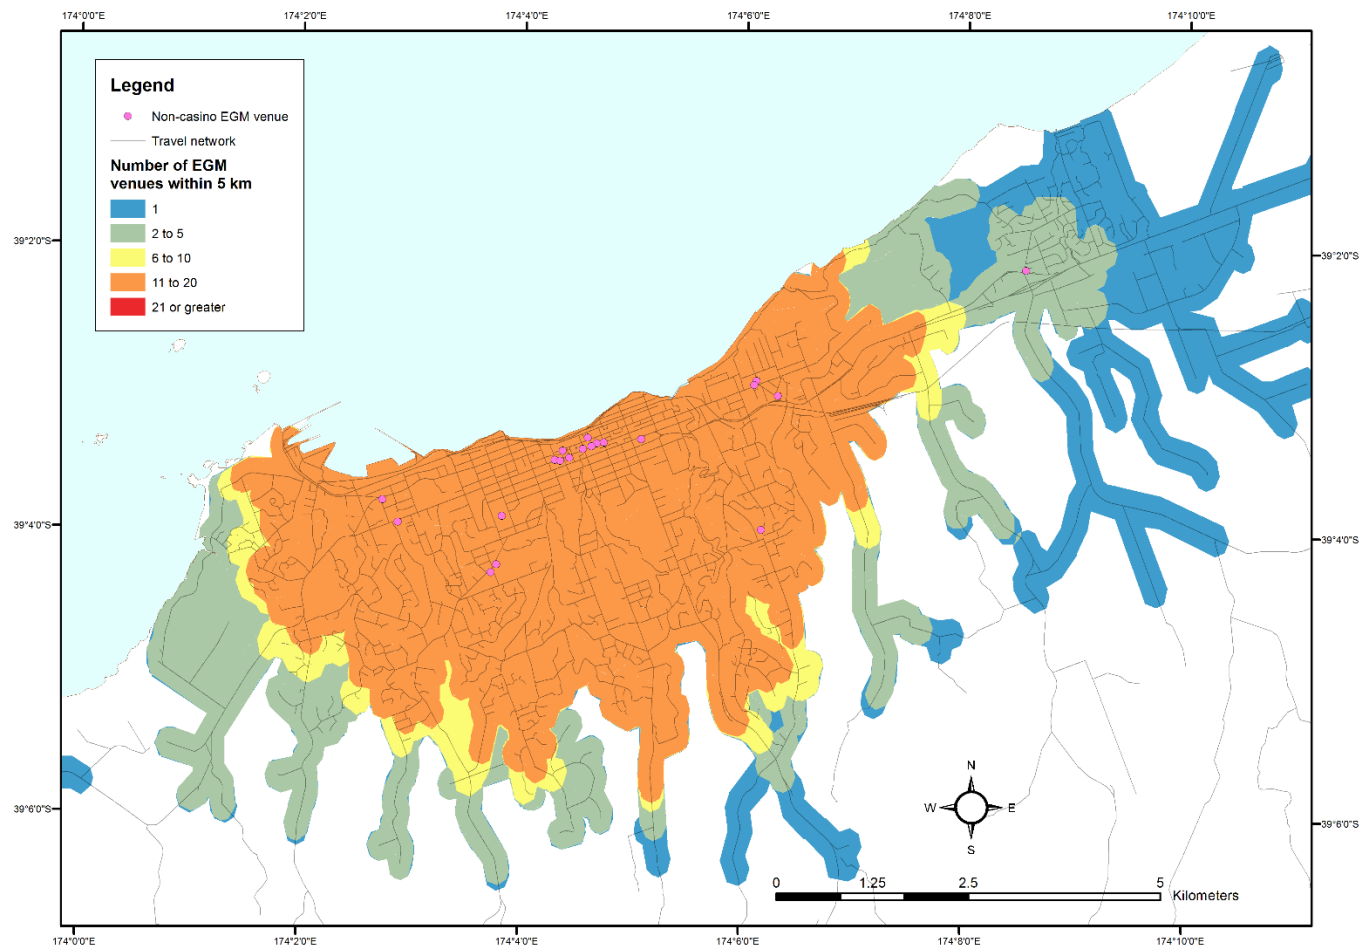 174°0'0"E 174°2'0"E 174°4'0"E 174°6'0"E 174°8'0"E 174°10'0"E
Legend
Non-casino EGM venue
Travel network
Number of EGM
venues within 5 km
1
2 to 5
6 to 10
11 to 20
21 or greater
39°2'0"S 39°2'0"S
39°4'0"S 39°4'0"S
39°6'0"S 39°6'0"S
N
W E
S
0 1.25 2.5 5
Kilometers
174°0'0"E 174°2'0"E 174°4'0"E 174°6'0"E 174°8'0"E 174°10'0"E